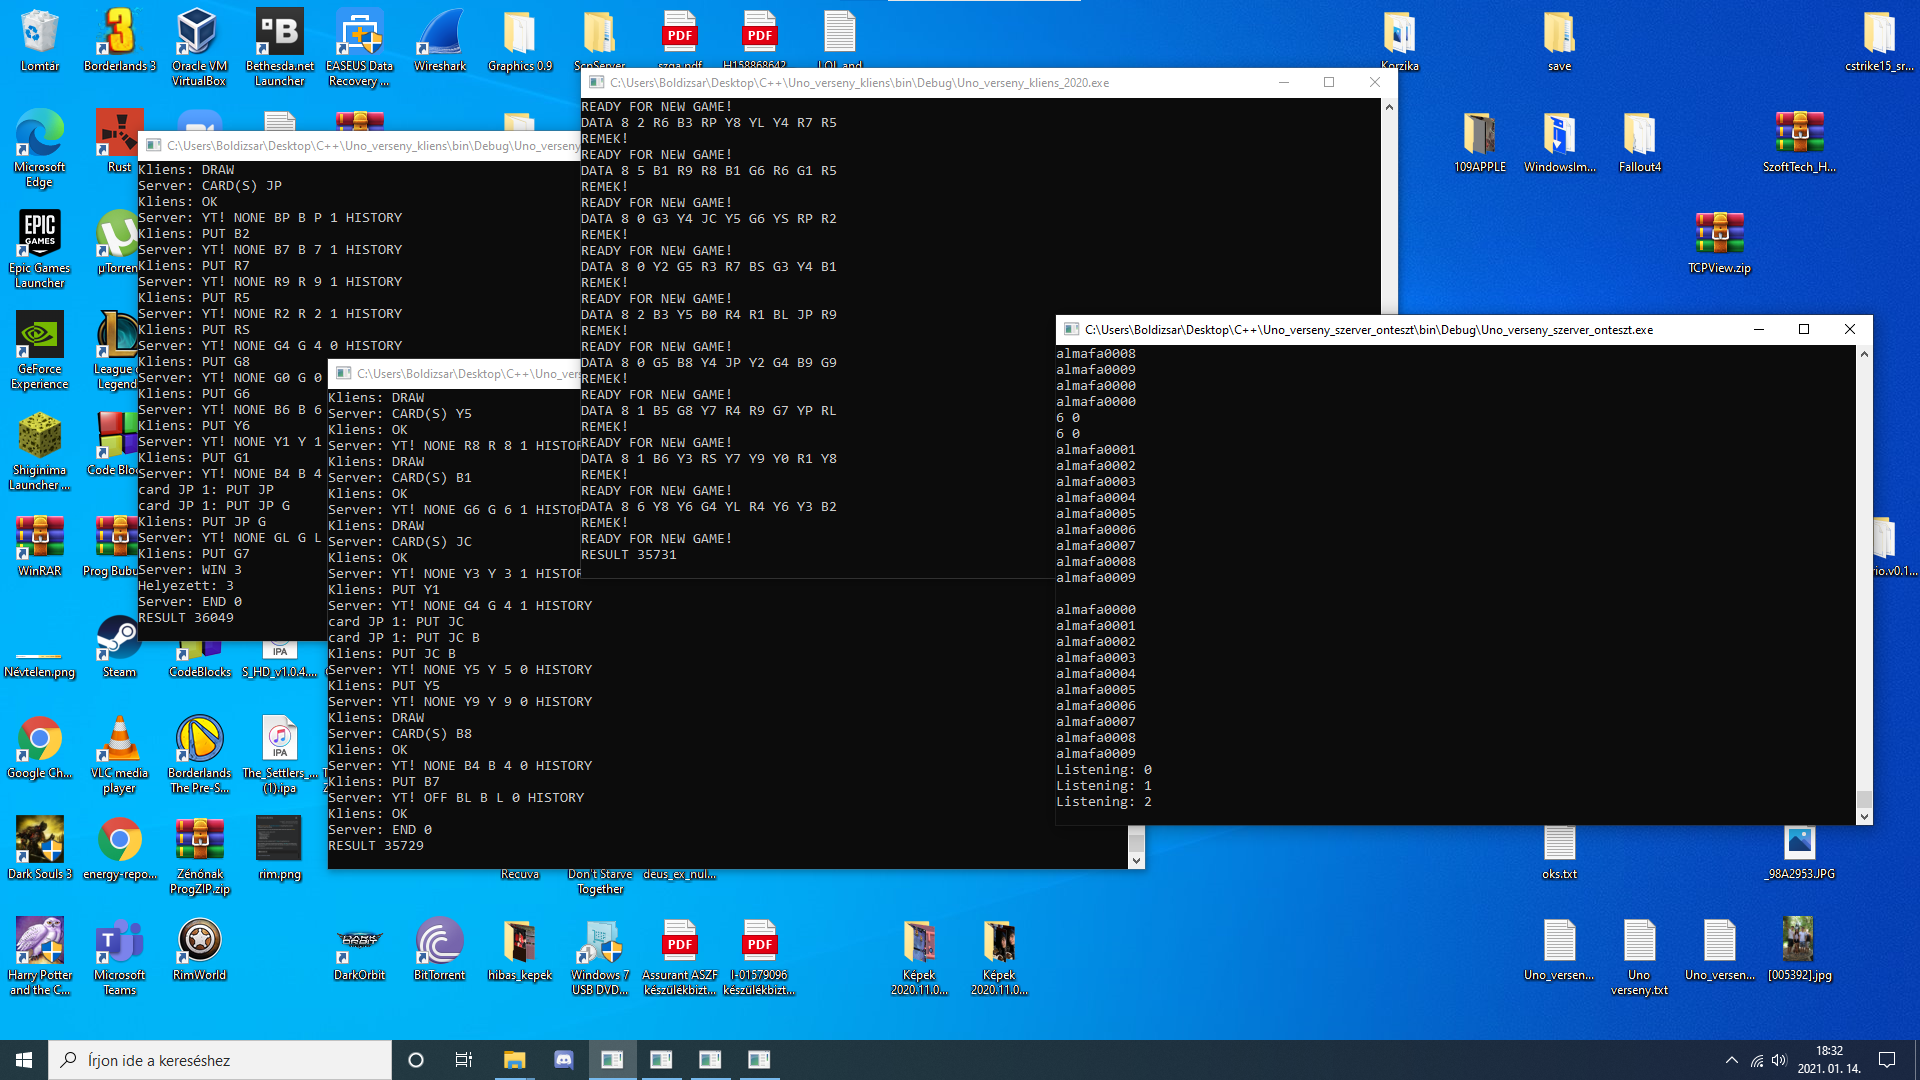 Lomtár
Borderlands 3
Oracle VM
VirtualBox
Bethesda.net
Launcher
EASEUS Data
Recovery ...
Wireshark
Graphics 0.9
ScpServer
szga.pdf
H158868642
LOL and
Korzika
save
cstrike15_sr...
Microsoft
Edge
Rust
109APPLE
WindowsIm...
Fallout4
SzoftTech_H...
Epic Games
Launcher
µTorren
TCPView.zip
GeForce
Experience
League o
Legend
Shiginima
Launcher ...
Code Bloc
WinRAR
Prog Bubu
rio.v0.1...
Névtelen.png
Steam
CodeBlocks
S_HD_v1.0.4....
Google Ch...
VLC media
player
Borderlands
The Pre-S...
The_Settlers_...
(1).ipa
Dark Souls 3
energy-repo...
Zénónak
ProgZIP.zip
rim.png
Recuva
Don't Starve
Together
deus_ex_nul...
oks.txt
_98A2953.JPG
Harry Potter
and the C...
Microsoft
Teams
RimWorld
DarkOrbit
BitTorrent
hibas_kepek
Windows 7
USB DVD...
Assurant ASZF
készülékbizt...
I-01579096
készülékbizt...
Képek
2020.11.0...
Képek
2020.11.0...
Uno_versen...
Uno
verseny.txt
Uno_versen...
[005392].jpg
C:\Users\Boldizsar\Desktop\C++\Uno_verseny_kliens\bin\Debug\Uno_verseny
Kliens: DRAW
Server: CARD(S) JP
Kliens: OK
Server: YT! NONE BP B P 1 HISTORY
Kliens: PUT B2
Server: YT! NONE B7 B 7 1 HISTORY
Kliens: PUT R7
Server: YT! NONE R9 R 9 1 HISTORY
Kliens: PUT R5
Server: YT! NONE R2 R 2 1 HISTORY
Kliens: PUT RS
Server: YT! NONE G4 G 4 0 HISTORY
Kliens: PUT G8
Server: YT! NONE G0 G 0
Kliens: PUT G6
Server: YT! NONE B6 B 6
Kliens: PUT Y6
Server: YT! NONE Y1 Y 1
Kliens: PUT G1
Server: YT! NONE B4 B 4
card JP 1: PUT JP
card JP 1: PUT JP G
Kliens: PUT JP G
Server: YT! NONE GL G L
Kliens: PUT G7
Server: WIN 3
Helyezett: 3
Server: END 0
RESULT 36049
C:\Users\Boldizsar\Desktop\C++\Uno_vers
Kliens: DRAW
Server: CARD(S) Y5
Kliens: OK
Server: YT! NONE R8 R 8 1 HISTOR
Kliens: DRAW
Server: CARD(S) B1
Kliens: OK
Server: YT! NONE G6 G 6 1 HISTOR
Kliens: DRAW
Server: CARD(S) JC
Kliens: OK
Server: YT! NONE Y3 Y 3 1 HISTOR
Kliens: PUT Y1
Server: YT! NONE G4 G 4 1 HISTORY
card JP 1: PUT JC
card JP 1: PUT JC B
Kliens: PUT JC B
Server: YT! NONE Y5 Y 5 0 HISTORY
Kliens: PUT Y5
Server: YT! NONE Y9 Y 9 0 HISTORY
Kliens: DRAW
Server: CARD(S) B8
Kliens: OK
Server: YT! NONE B4 B 4 0 HISTORY
Kliens: PUT B7
Server: YT! OFF BL B L 0 HISTORY
Kliens: OK
Server: END 0
RESULT 35729
C:\Users\Boldizsar\Desktop\C++\Uno_verseny_kliens\bin\Debug\Uno_verseny_kliens_2020.exe
READY FOR NEW GAME!
DATA 8 2 R6 B3 RP Y8 YL Y4 R7 R5
REMEK!
READY FOR NEW GAME!
DATA 8 5 B1 R9 R8 B1 G6 R6 G1 R5
REMEK!
READY FOR NEW GAME!
DATA 8 0 G3 Y4 JC Y5 G6 YS RP R2
REMEK!
READY FOR NEW GAME!
DATA 8 0 Y2 G5 R3 R7 BS G3 Y4 B1
REMEK!
READY FOR NEW GAME!
DATA 8 2 B3 Y5 B0 R4 R1 BL JP R9
REMEK!
READY FOR NEW GAME!
DATA 8 0 G5 B8 Y4 JP Y2 G4 B9 G9
REMEK!
READY FOR NEW GAME!
DATA 8 1 B5 G8 Y7 R4 R9 G7 YP RL
REMEK!
READY FOR NEW GAME!
DATA 8 1 B6 Y3 RS Y7 Y9 Y0 R1 Y8
REMEK!
READY FOR NEW GAME!
DATA 8 6 Y8 Y6 G4 YL R4 Y6 Y3 B2
REMEK!
READY FOR NEW GAME!
RESULT 35731
C:\Users\Boldizsar\Desktop\C++\Uno_verseny_szerver_onteszt\bin\Debug\Uno_verseny_szerver_onteszt.exe
almafa0008
almafa0009
almafa0000
almafa0000
6 0
6 0
almafa0001
almafa0002
almafa0003
almafa0004
almafa0005
almafa0006
almafa0007
almafa0008
almafa0009
almafa0000
almafa0001
almafa0002
almafa0003
almafa0004
almafa0005
almafa0006
almafa0007
almafa0008
almafa0009
Listening: 0
Listening: 1
Listening: 2
Írjon ide a kereséshez
18:32
2021. 01. 14.